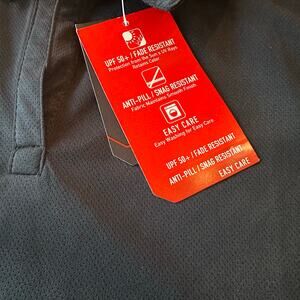 UPF 50+ / FADE RESISTANT
Protection from the Sun & UV Rays
Retains Color
ANTI-PILL / SNAG RESISTANT
Fabric Maintains Smooth Finish.
EASY CARE
Easy Washing for Easy Care.
UPF 50+ / FADE RESISTANT
ANTI-PILL / SNAG RESISTANT
EASY CARE